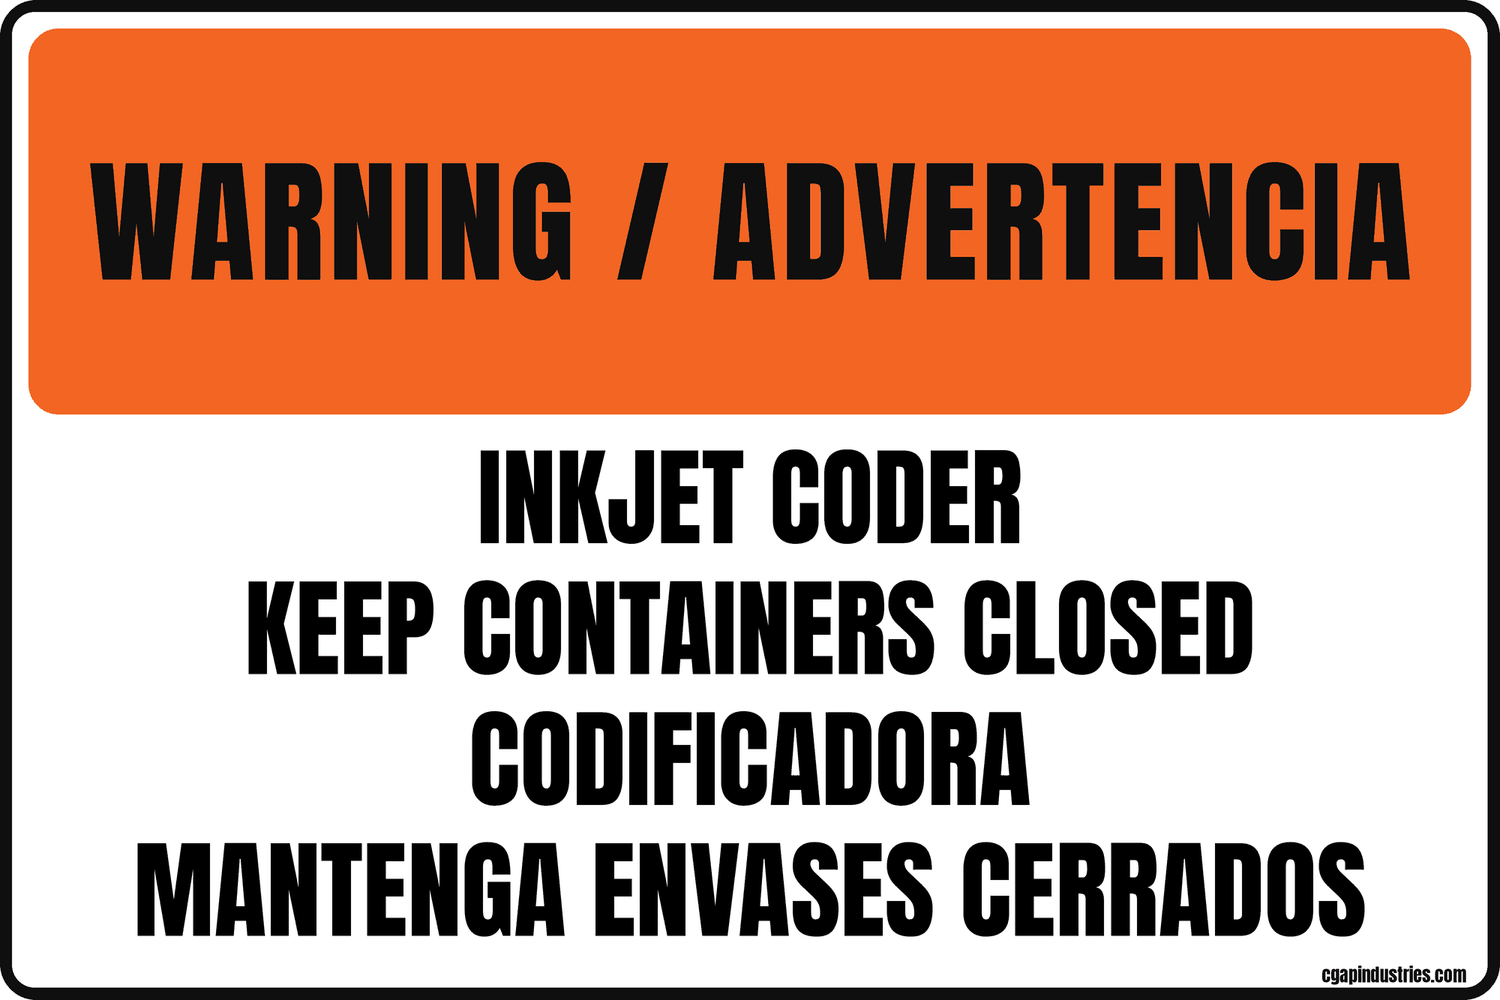 WARNING / ADVERTENCIA
INKJET CODER
KEEP CONTAINERS CLOSED
CODIFICADORA
MANTENGA ENVASES CERRADOS
cgapindustries.com